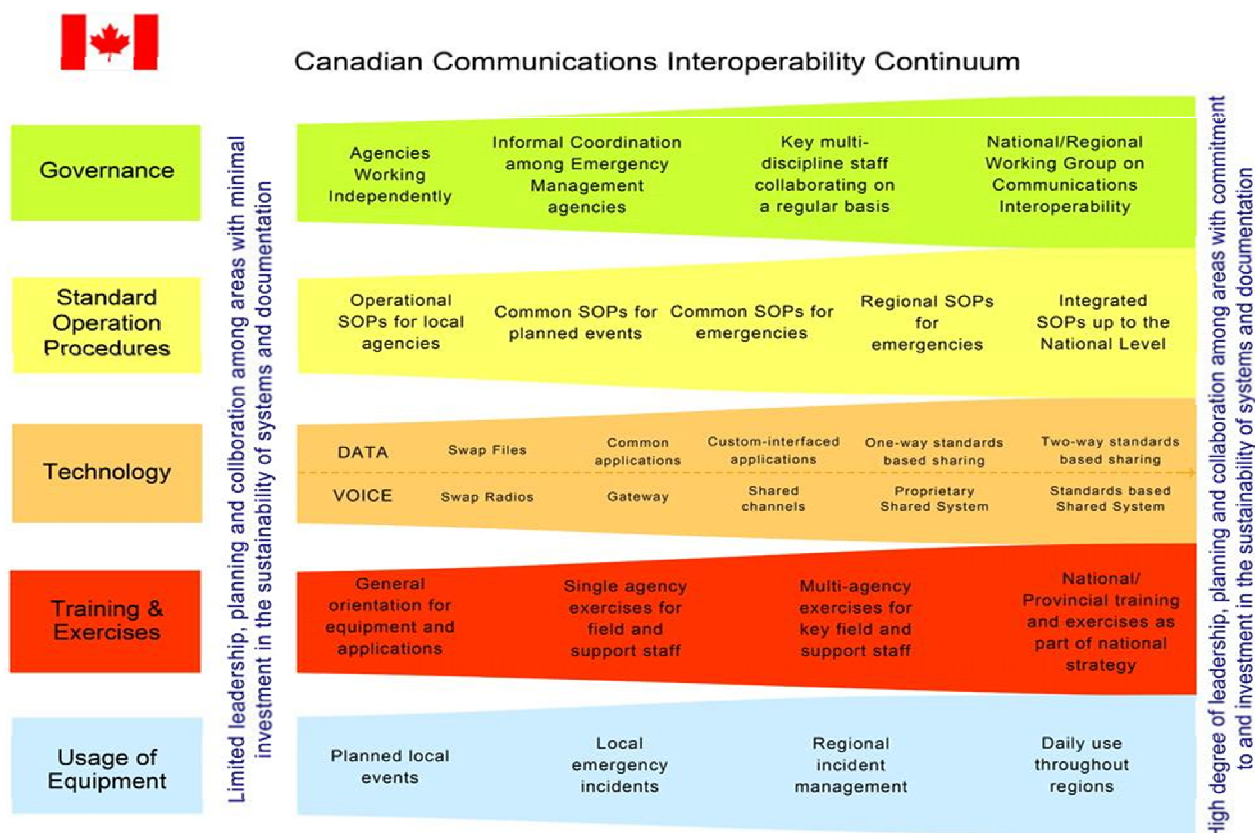 Canadian Communications Interoperability Continuum
Limited leadership, planning and collboration among areas with minimal
investment in the sustainability of systems and documentation
Governance
Agencies
Working
Independently
Informal Coordination
among Emergency
Management
agencies
Key multi-
discipline staff
collaborating on
a regular basis
National/Regional
Working Group on
Communications
Interoperability
Standard
Operation
Procedures
Operational
SOPs for local
agencies
Common SOPs for
planned events
Common SOPs for
emergencies
Regional SOPs
for
emergencies
Integrated
SOPs up to the
National Level
Technology
DATA
Swap Files
Common
applications
Custom-interfaced
applications
One-way standards
based sharing
Two-way standards
based sharing
VOICE
Swap Radios
Gateway
Shared
channels
Proprietary
Shared System
Standards based
Shared System
Training &
Exercises
General
orientation for
equipment and
applications
Single agency
exercises for
field and
support staff
Multi-agency
exercises for
key field and
support staff
National/
Provincial training
and exercises as
part of national
strategy
Usage of
Equipment
Planned local
events
Local
emergency
incidents
Regional
incident
management
Daily use
throughout
regions
High degree of leadership, planning and collaboration among areas with commitment
to and investment in the sustainability of systems and documentation